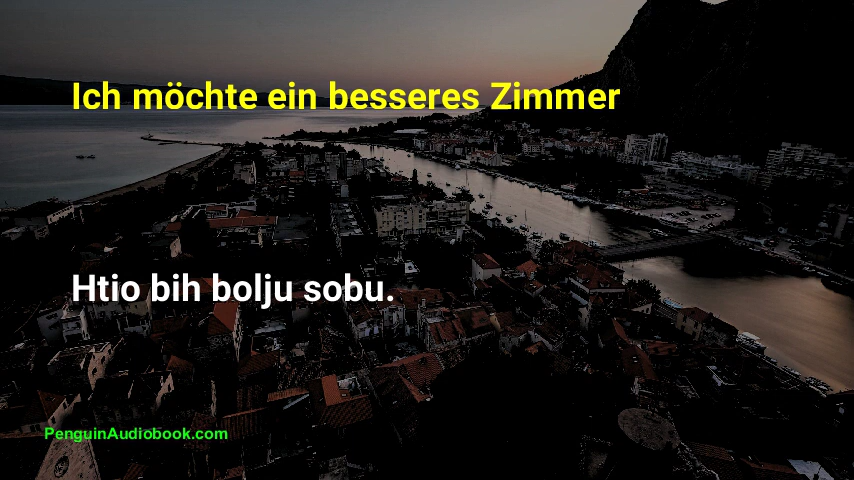 Ich möchte ein besseres Zimmer
Htio bih bolju sobu.
PenguinAudiobook.com